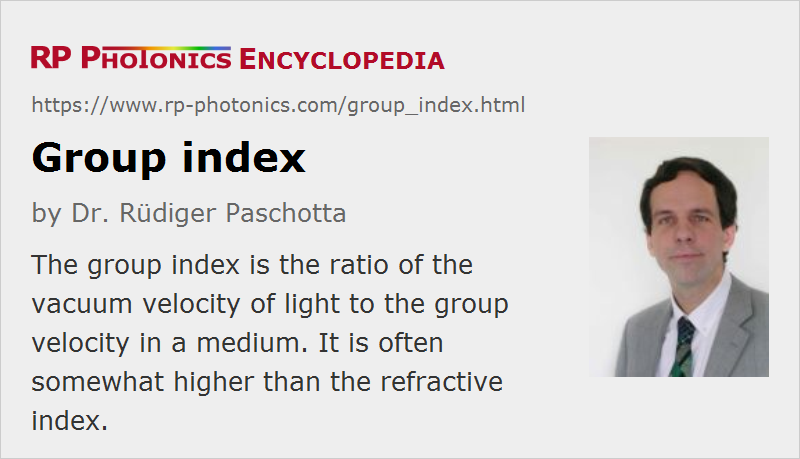 RP PHOTONICS ENCYCLOPEDIA
https://www.rp-photonics.com/group_index.html
Group index
by Dr. Rüdiger Paschotta
The group index is the ratio of the
vacuum velocity of light to the group
velocity in a medium. It is often
somewhat higher than the refractive
index.